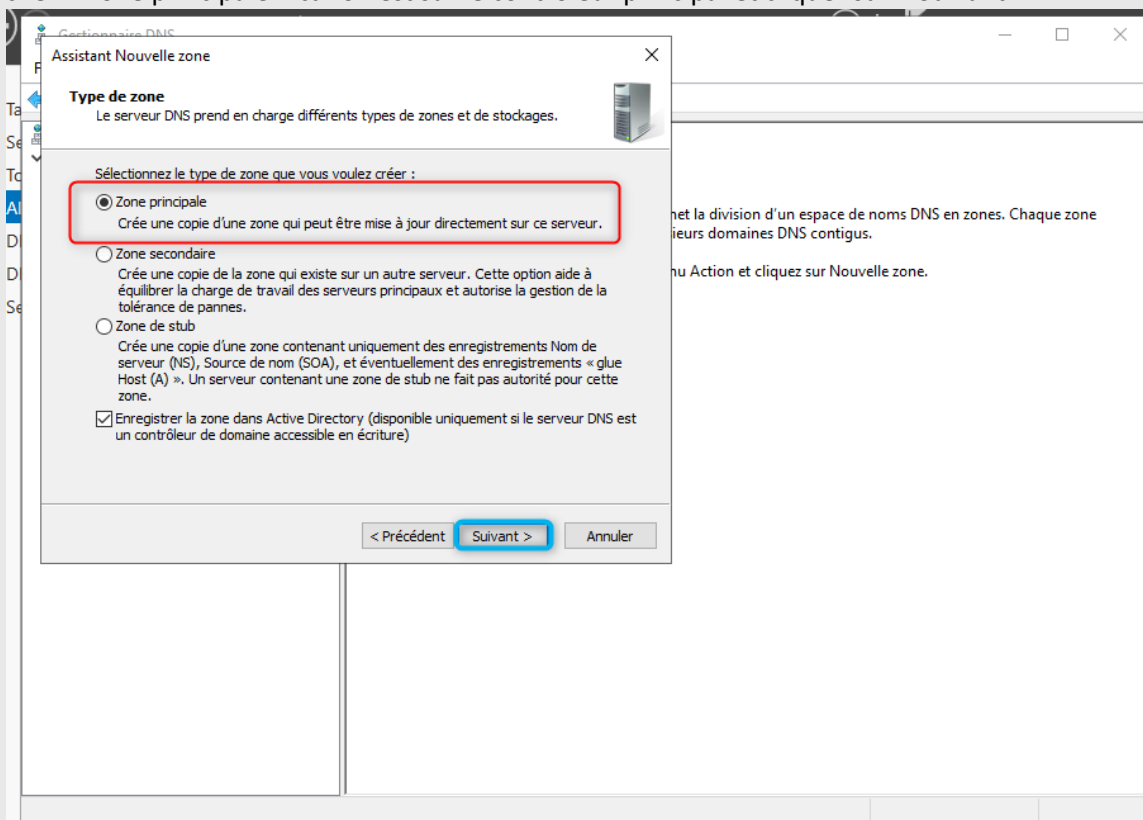 Gestionnaire DNS
Assistant Nouvelle zone
Type de zone
Le serveur DNS prend en charge différents types de zones et de stockages.
Sélectionnez le type de zone que vous voulez créer :
Zone principale
Crée une copie d'une zone qui peut être mise à jour directement sur ce serveur.
Zone secondaire
Crée une copie de la zone qui existe sur un autre serveur. Cette option aide à
équilibrer la charge de travail des serveurs principaux et autorise la gestion de la
tolérance de pannes.
Zone de stub
Crée une copie d'une zone contenant uniquement des enregistrements Nom de
serveur (NS), Source de nom (SOA), et éventuellement des enregistrements « glue
Host (A) ». Un serveur contenant une zone de stub ne fait pas autorité pour cette
zone.
Enregistrer la zone dans Active Directory (disponible uniquement si le serveur DNS est
un contrôleur de domaine accessible en écriture)
< Précédent Suivant > Annuler
net la division d'un espace de noms DNS en zones. Chaque zone
ieurs domaines DNS contigus.
nu Action et cliquez sur Nouvelle zone.
Ta
Se
To
Al
D
D
Se